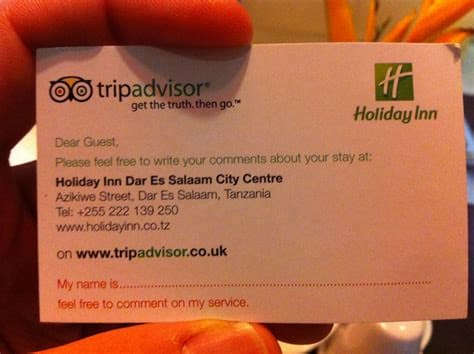 tripadvisor®
get the truth. then go.™
H
Holiday Inn
Dear Guest,
Please feel free to write your comments about your stay at:
Holiday Inn Dar Es Salaam City Centre
Azikiwe Street, Dar Es Salaam, Tanzania
Tel: +255 222 139 250
www.holidayinn.co.tz
on www.tripadvisor.co.uk
My name is..........................................................................
feel free to comment on my service.